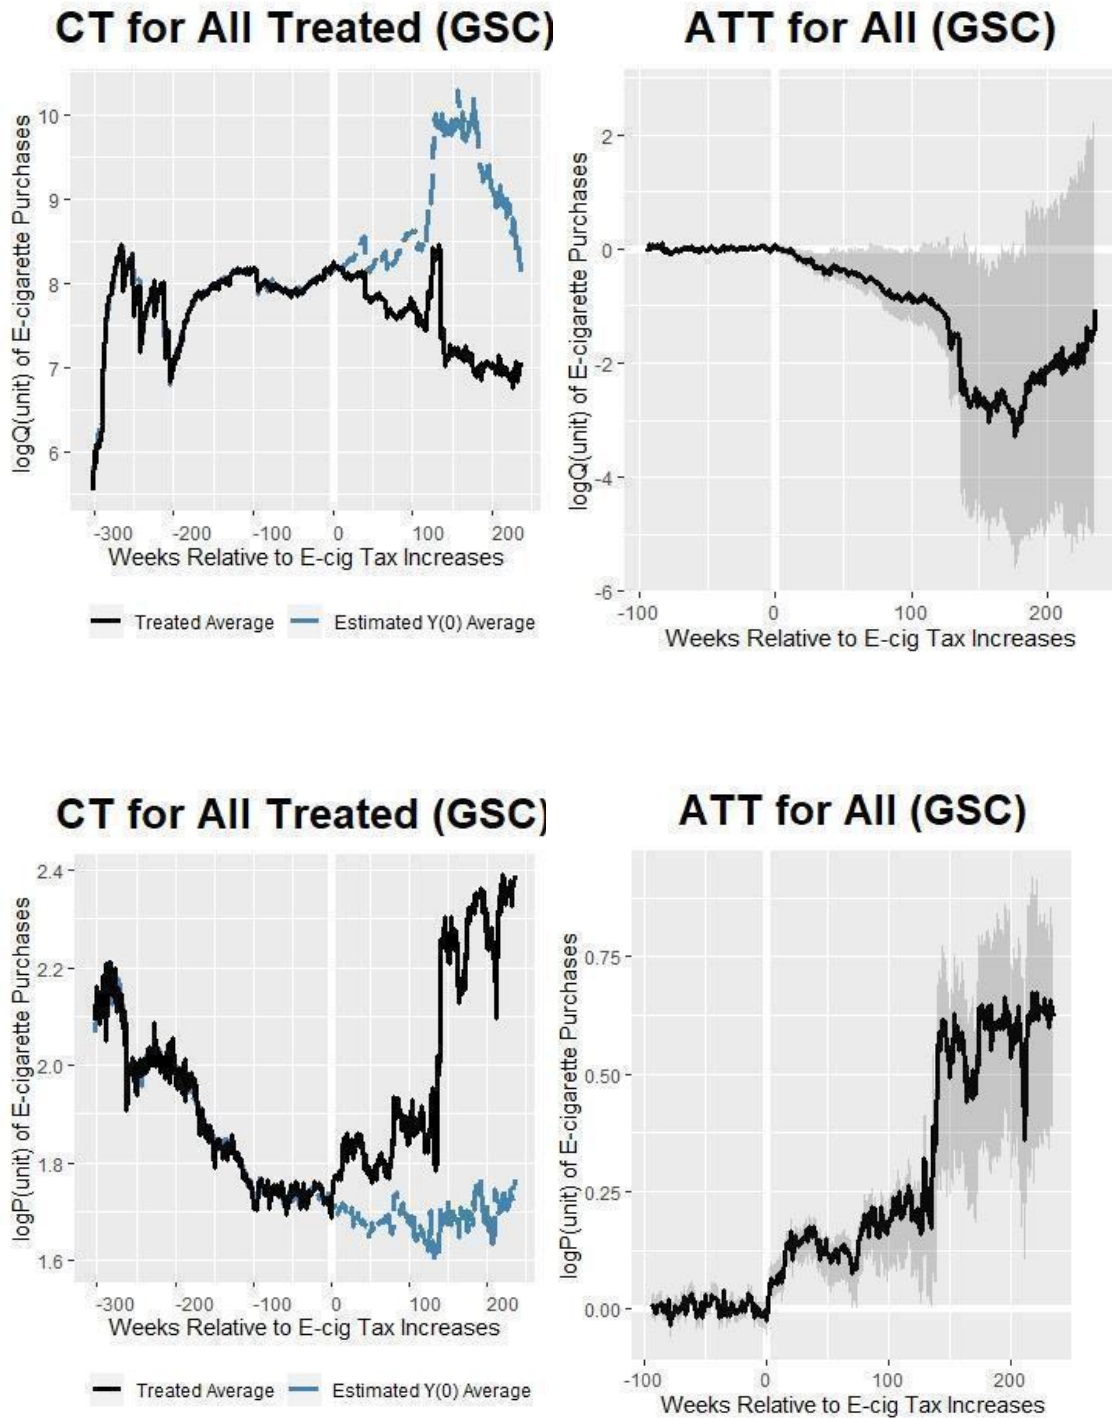 CT for All Treated (GSC)
logQ(unit) of E-cigarette Purchases
10
9
8
7
6
-300 -200 -100 0 100 200
Weeks Relative to E-cig Tax Increases
Treated Average Estimated Y(0) Average
ATT for All (GSC)
logQ(unit) of E-cigarette Purchases
2
0
-2
-4
-6
-100 0 100 200
Weeks Relative to E-cig Tax Increases
CT for All Treated (GSC)
logP(unit) of E-cigarette Purchases
2.4
2.2
2.0
1.8
1.6
-300 -200 -100 0 100 200
Weeks Relative to E-cig Tax Increases
Treated Average Estimated Y(0) Average
ATT for All (GSC)
logP(unit) of E-cigarette Purchases
0.75
0.50
0.25
0.00
-100 0 100 200
Weeks Relative to E-cig Tax Increases